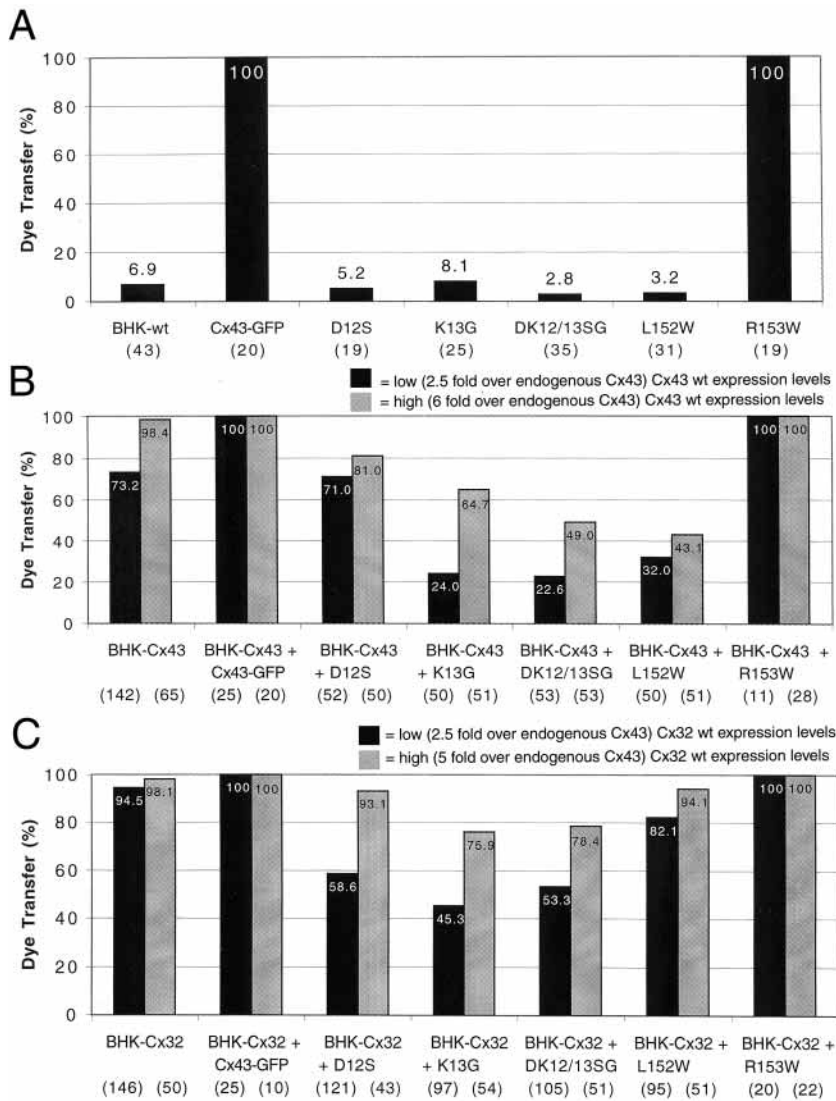 A
Dye Transfer (%)
100
80
60
40
20
0
6.9
100
5.2
8.1
2.8
3.2
100
BHK-wt Cx43-GFP D12S K13G DK12/13SG L152W R153W
(43) (20) (19) (25) (35) (31) (19)
B
= low (2.5 fold over endogenous Cx43) Cx43 wt expression levels
= high (6 fold over endogenous Cx43) Cx43 wt expression levels
Dye Transfer (%)
100
80
60
40
20
0
73.2 98.4
100 100
71.0 81.0
24.0 64.7
22.6 49.0
32.0 43.1
100 100
BHK-Cx43 BHK-Cx43 + BHK-Cx43 BHK-Cx43 BHK-Cx43 + BHK-Cx43 + BHK-Cx43 +
Cx43-GFP + D12S + K13G DK12/13SG L152W R153W
(142) (65) (25) (20) (52) (50) (50) (51) (53) (53) (50) (51) (11) (28)
C
= low (2.5 fold over endogenous Cx43) Cx32 wt expression levels
= high (5 fold over endogenous Cx43) Cx32 wt expression levels
Dye Transfer (%)
100
80
60
40
20
0
94.5 98.1
100 100
58.6 93.1
45.3 75.9
53.3 78.4
82.1 94.1
100 100
BHK-Cx32 BHK-Cx32 + BHK-Cx32 BHK-Cx32 BHK-Cx32 + BHK-Cx32 + BHK-Cx32 +
Cx43-GFP + D12S + K13G DK12/13SG L152W R153W
(146) (50) (25) (10) (121) (43) (97) (54) (105) (51) (95) (51) (20) (22)